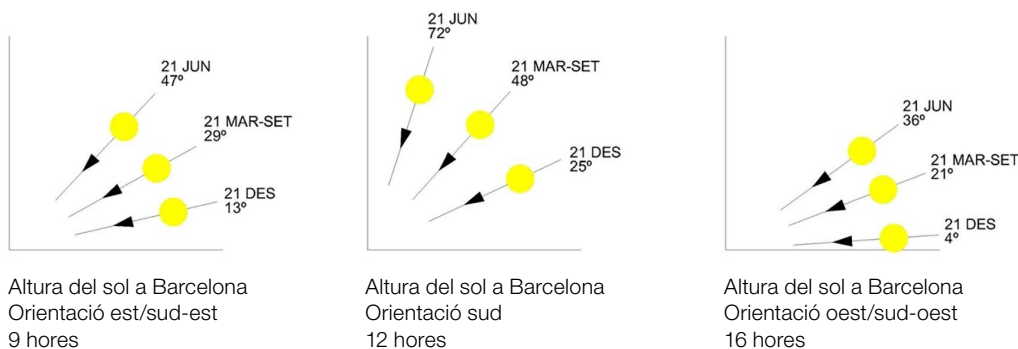 21 JUN
47º
21 MAR-SET
29º
21 DES
13º
Altura del sol a Barcelona
Orientació est/sud-est
9 hores
21 JUN
72º
21 MAR-SET
48º
21 DES
25º
Altura del sol a Barcelona
Orientació sud
12 hores
21 JUN
36º
21 MAR-SET
21º
21 DES
4º
Altura del sol a Barcelona
Orientació oest/sud-oest
16 hores